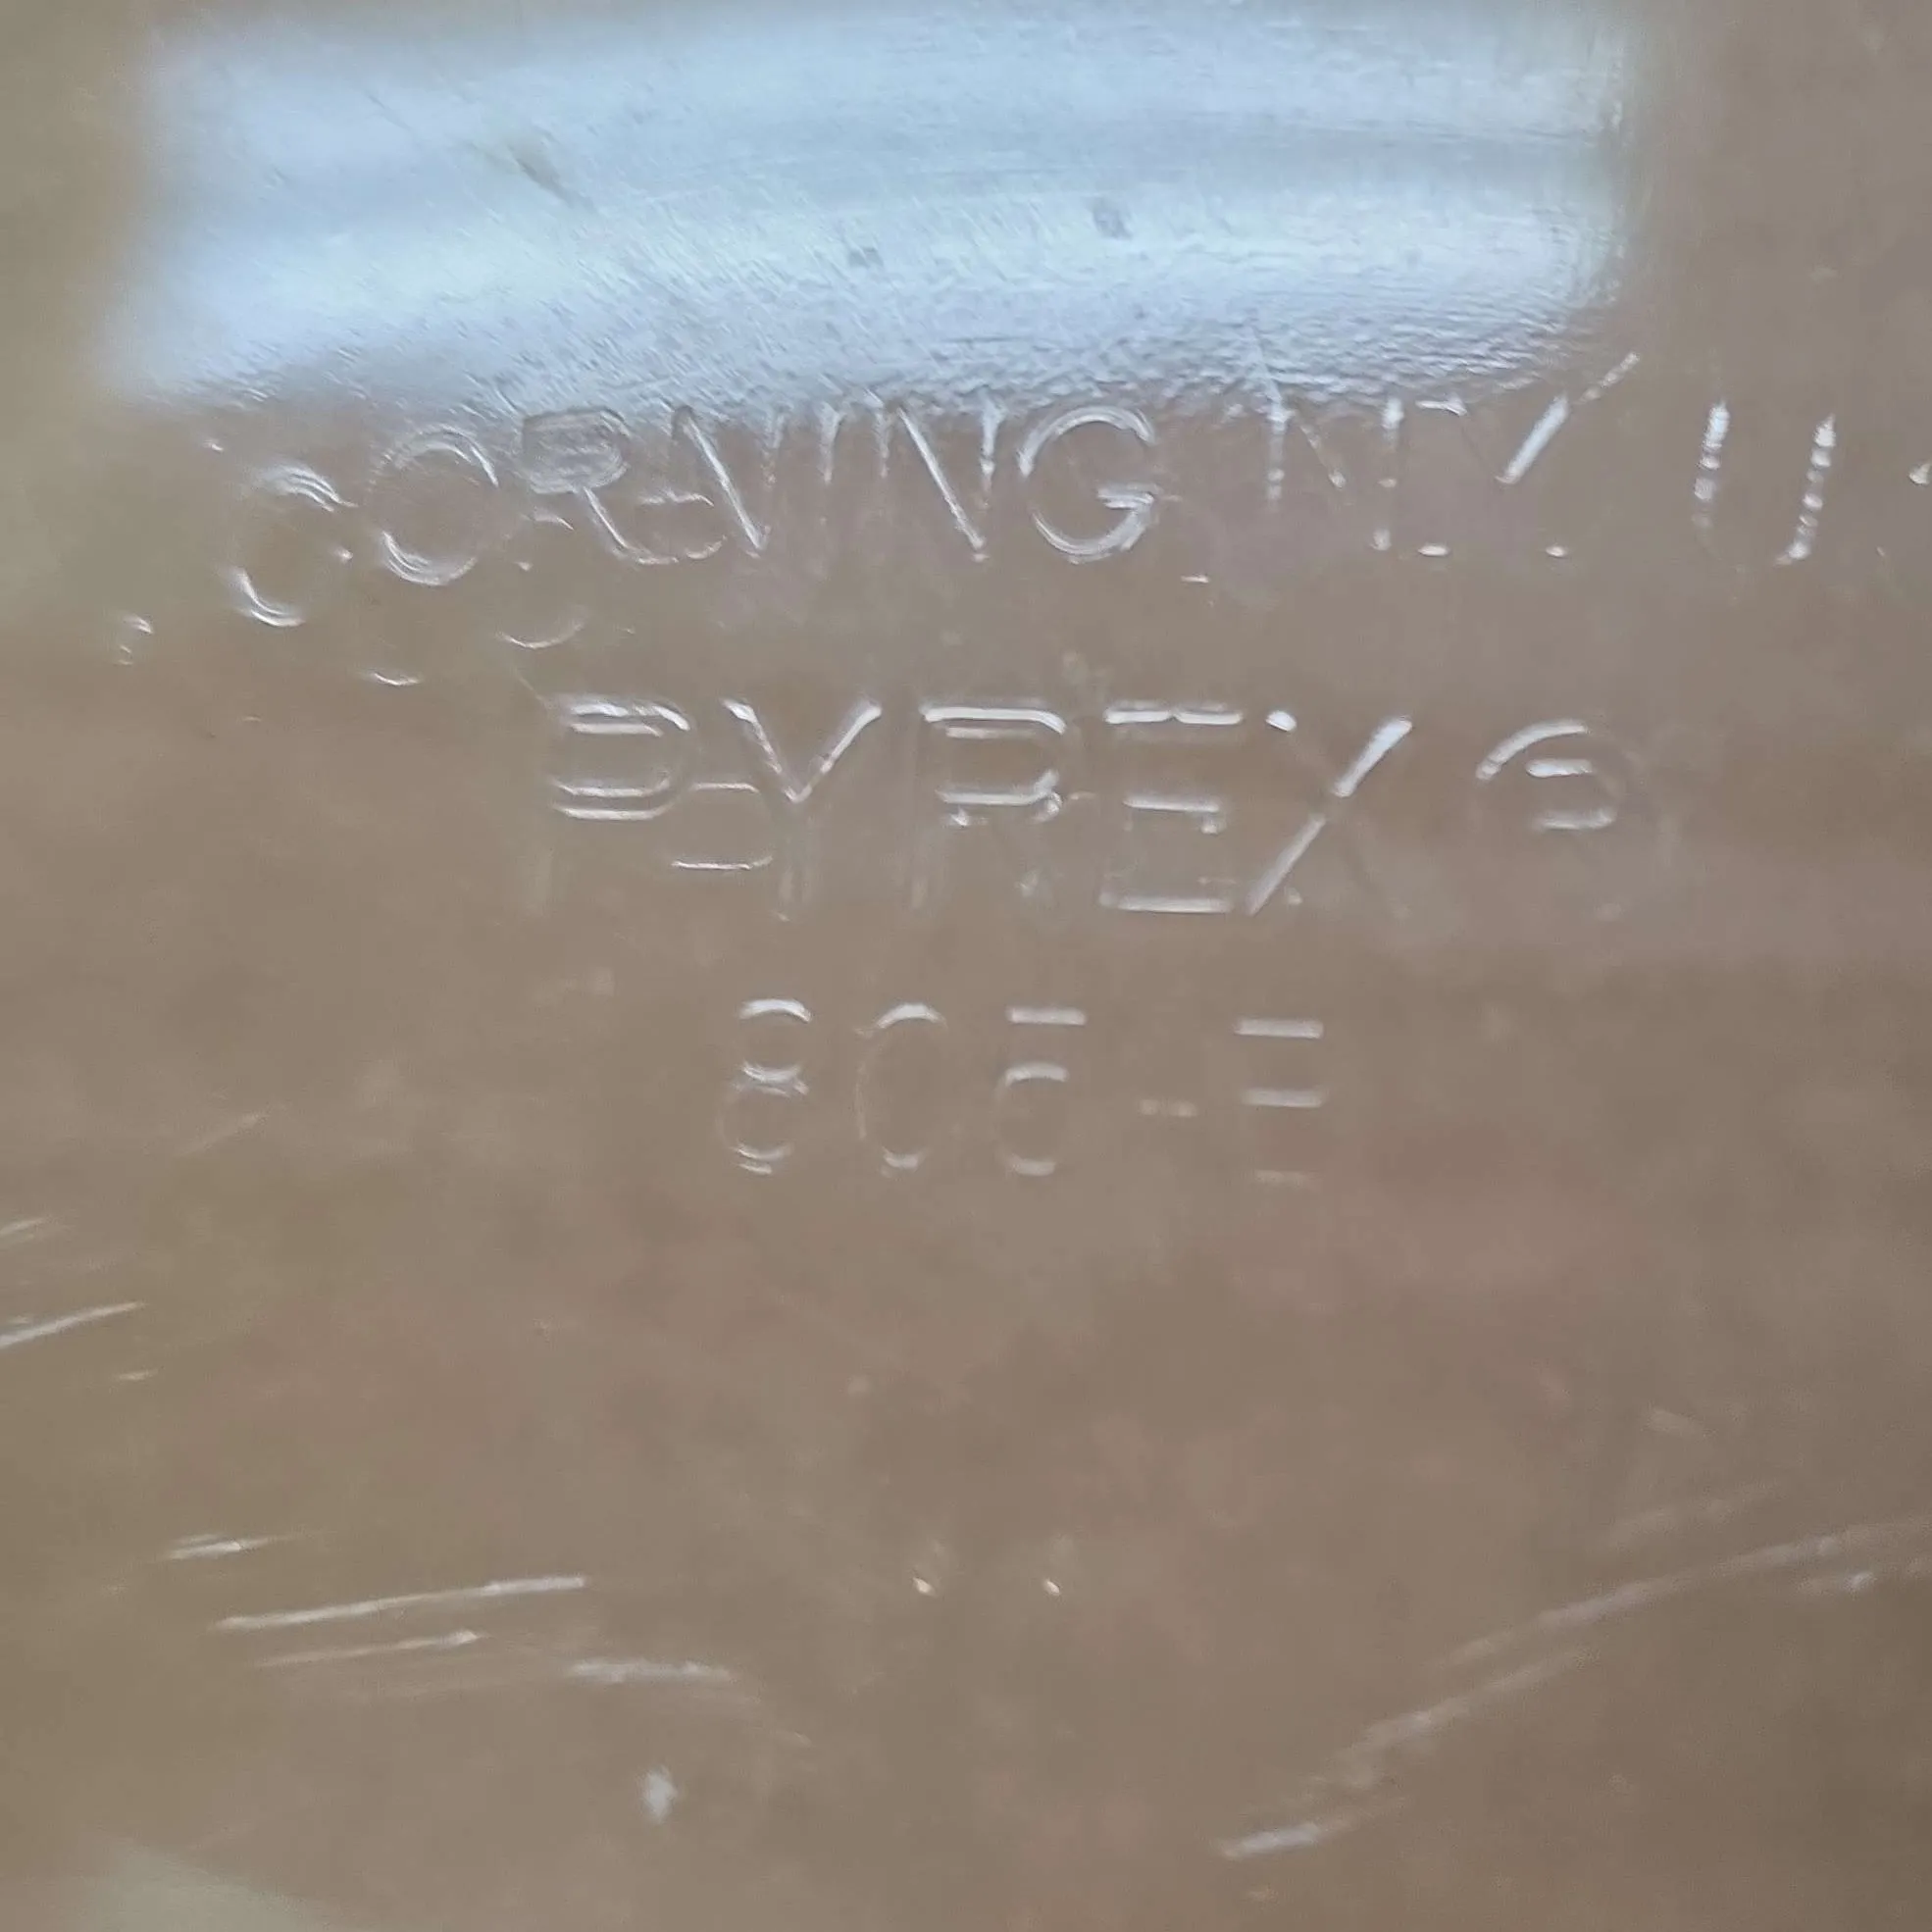 CORNING N.Y. U.
PYREX ®
805-E